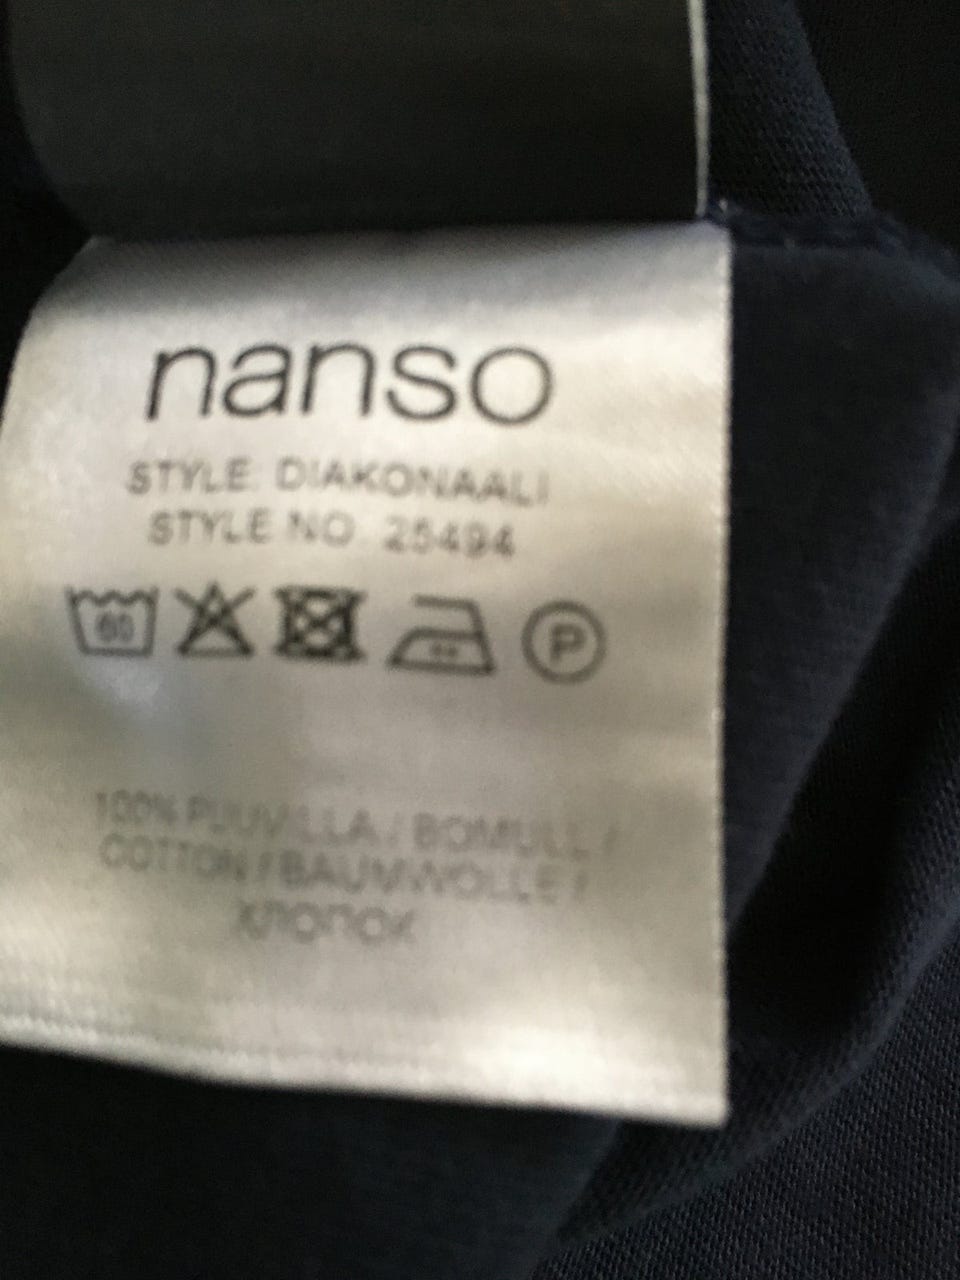 nanso
STYLE: DIAKONAALI
STYLE NO. 25494
60 P
100% PUUVILLA / BOMULL /
COTTON / BAUMWOLLE /
хлопок